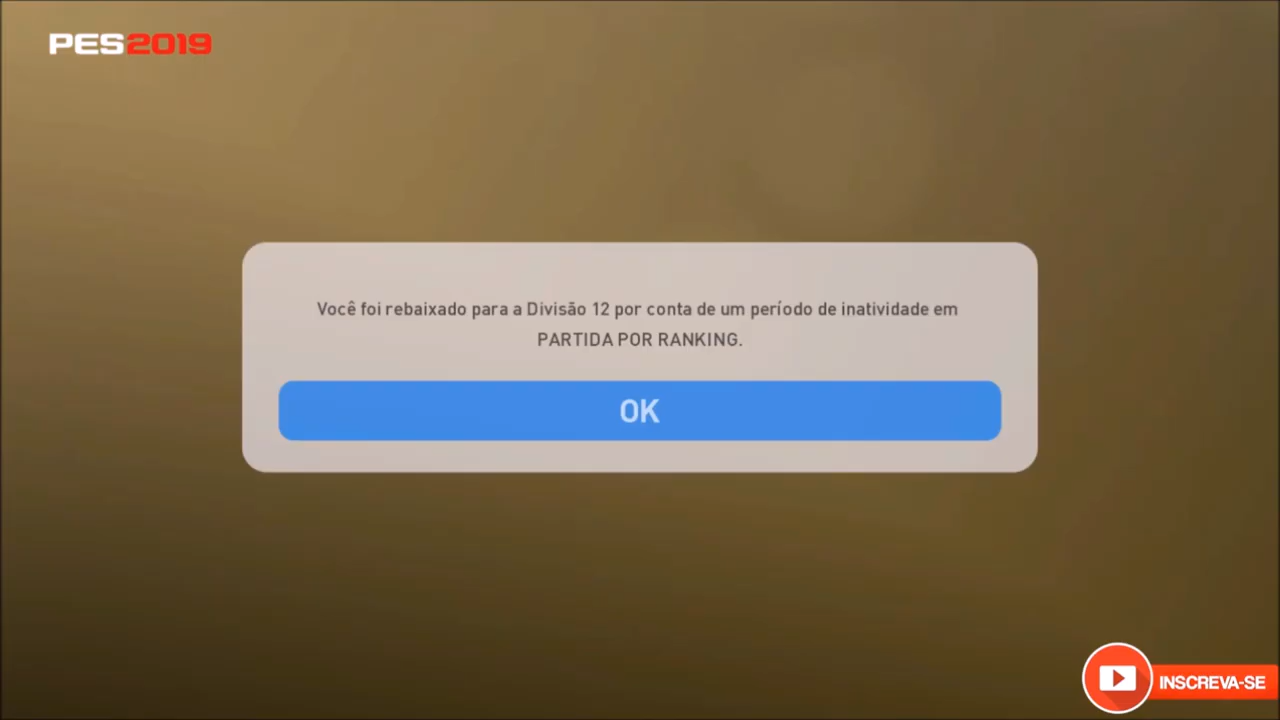 PES2019
Você foi rebaixado para a Divisão 12 por conta de um período de inatividade em
PARTIDA POR RANKING.
OK
INSCREVA-SE